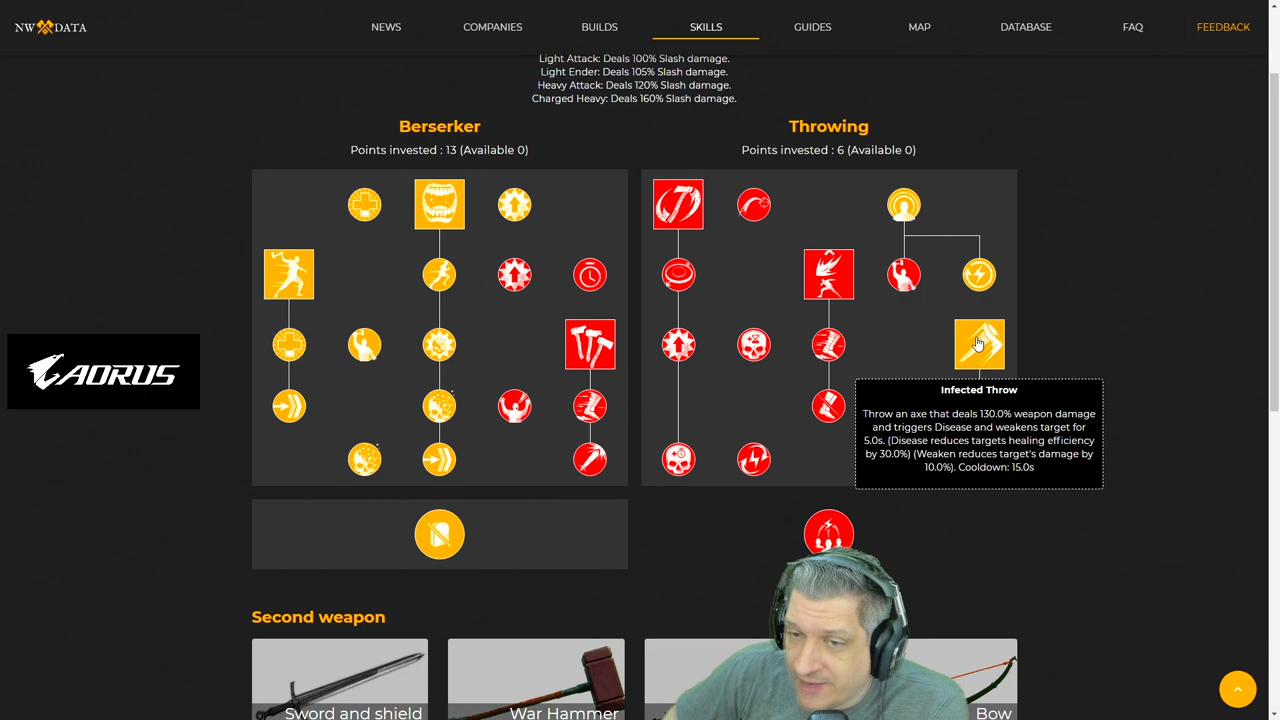 NW DATA
NEWS
COMPANIES
BUILDS
SKILLS
GUIDES
MAP
DATABASE
FAQ
FEEDBACK
Light Attack: Deals 100% Slash damage.
Light Ender: Deals 105% Slash damage.
Heavy Attack: Deals 120% Slash damage.
Charged Heavy: Deals 160% Slash damage.
Berserker
Points invested : 13 (Available 0)
Throwing
Points invested : 6 (Available 0)
AORUS
Infected Throw
Throw an axe that deals 130.0% weapon damage
and triggers Disease and weakens target for
5.0s. (Disease reduces targets healing efficiency
by 30.0%) (Weaken reduces target's damage by
10.0%). Cooldown: 15.0s
Second weapon
Sword and shield
War Hammer
Bow